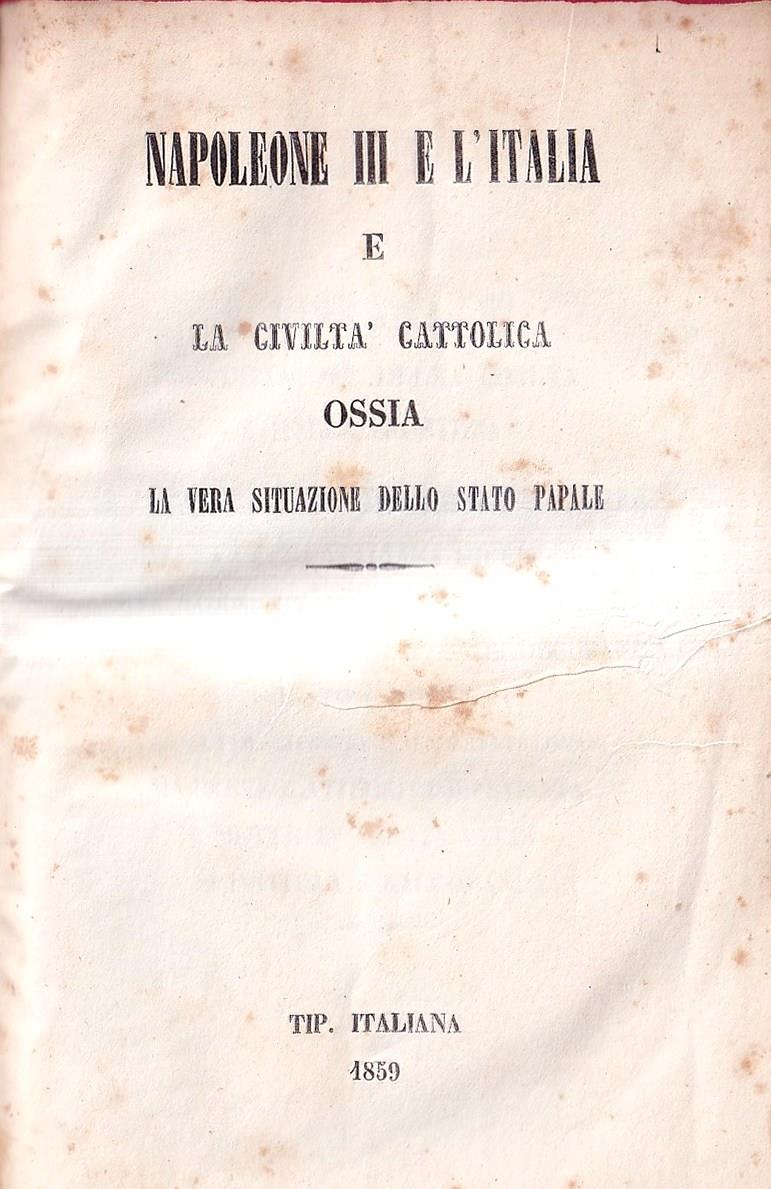 NAPOLEONE III E L'ITALIA
E
LA CIVILTA' CATTOLICA
OSSIA
LA VERA SITUAZIONE DELLO STATO PAPALE
TIP. ITALIANA
1859